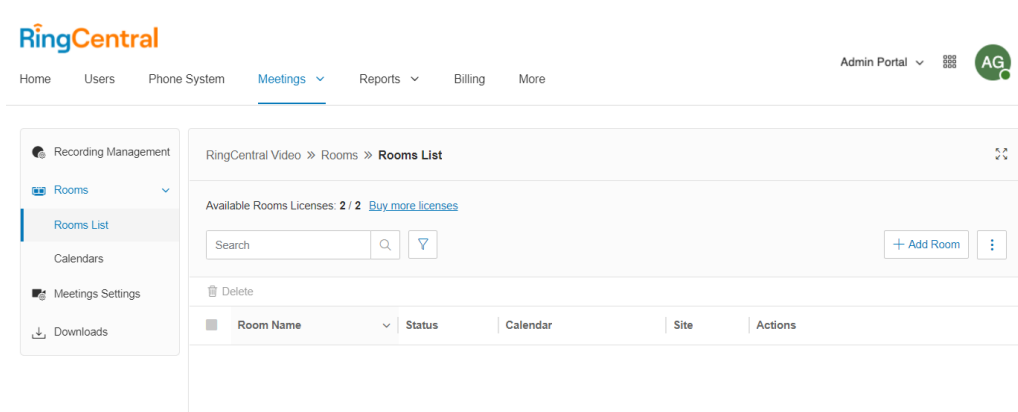 RingCentral
Admin Portal
AG
Home Users Phone System Meetings Reports Billing More
Recording Management
Rooms
Rooms List
Calendars
Meetings Settings
Downloads
RingCentral Video » Rooms » Rooms List
Available Rooms Licenses: 2 / 2 Buy more licenses
Search
+ Add Room
Delete
Room Name Status Calendar Site Actions